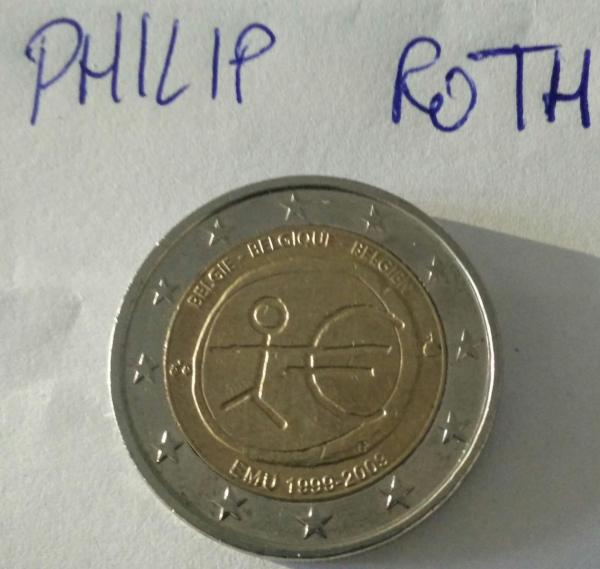 PHILIP ROTH
BELGIE - BELGIQUE - BELGIEN
EMU 1999-2009